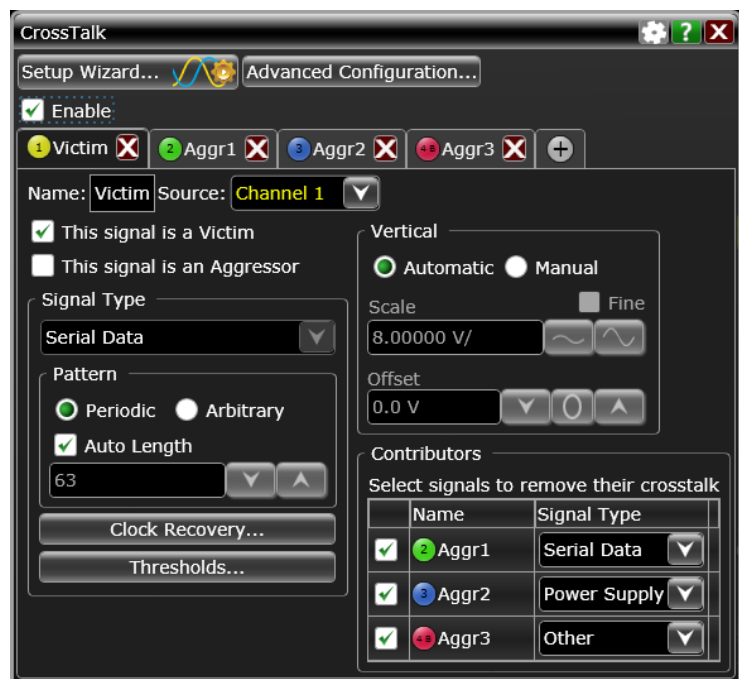 CrossTalk ?
Setup Wizard... Advanced Configuration...
Enable
1 Victim 2 Aggr1 3 Aggr2 4B Aggr3
Name: Victim Source: Channel 1
This signal is a Victim
This signal is an Aggressor
Signal Type
Serial Data
Pattern
Periodic Arbitrary
Auto Length
63
Clock Recovery...
Thresholds...
Vertical
Automatic Manual
Scale Fine
8.00000 V/
Offset
0.0 V 0
Contributors
Select signals to remove their crosstalk
Name Signal Type
2 Aggr1 Serial Data
3 Aggr2 Power Supply
4B Aggr3 Other